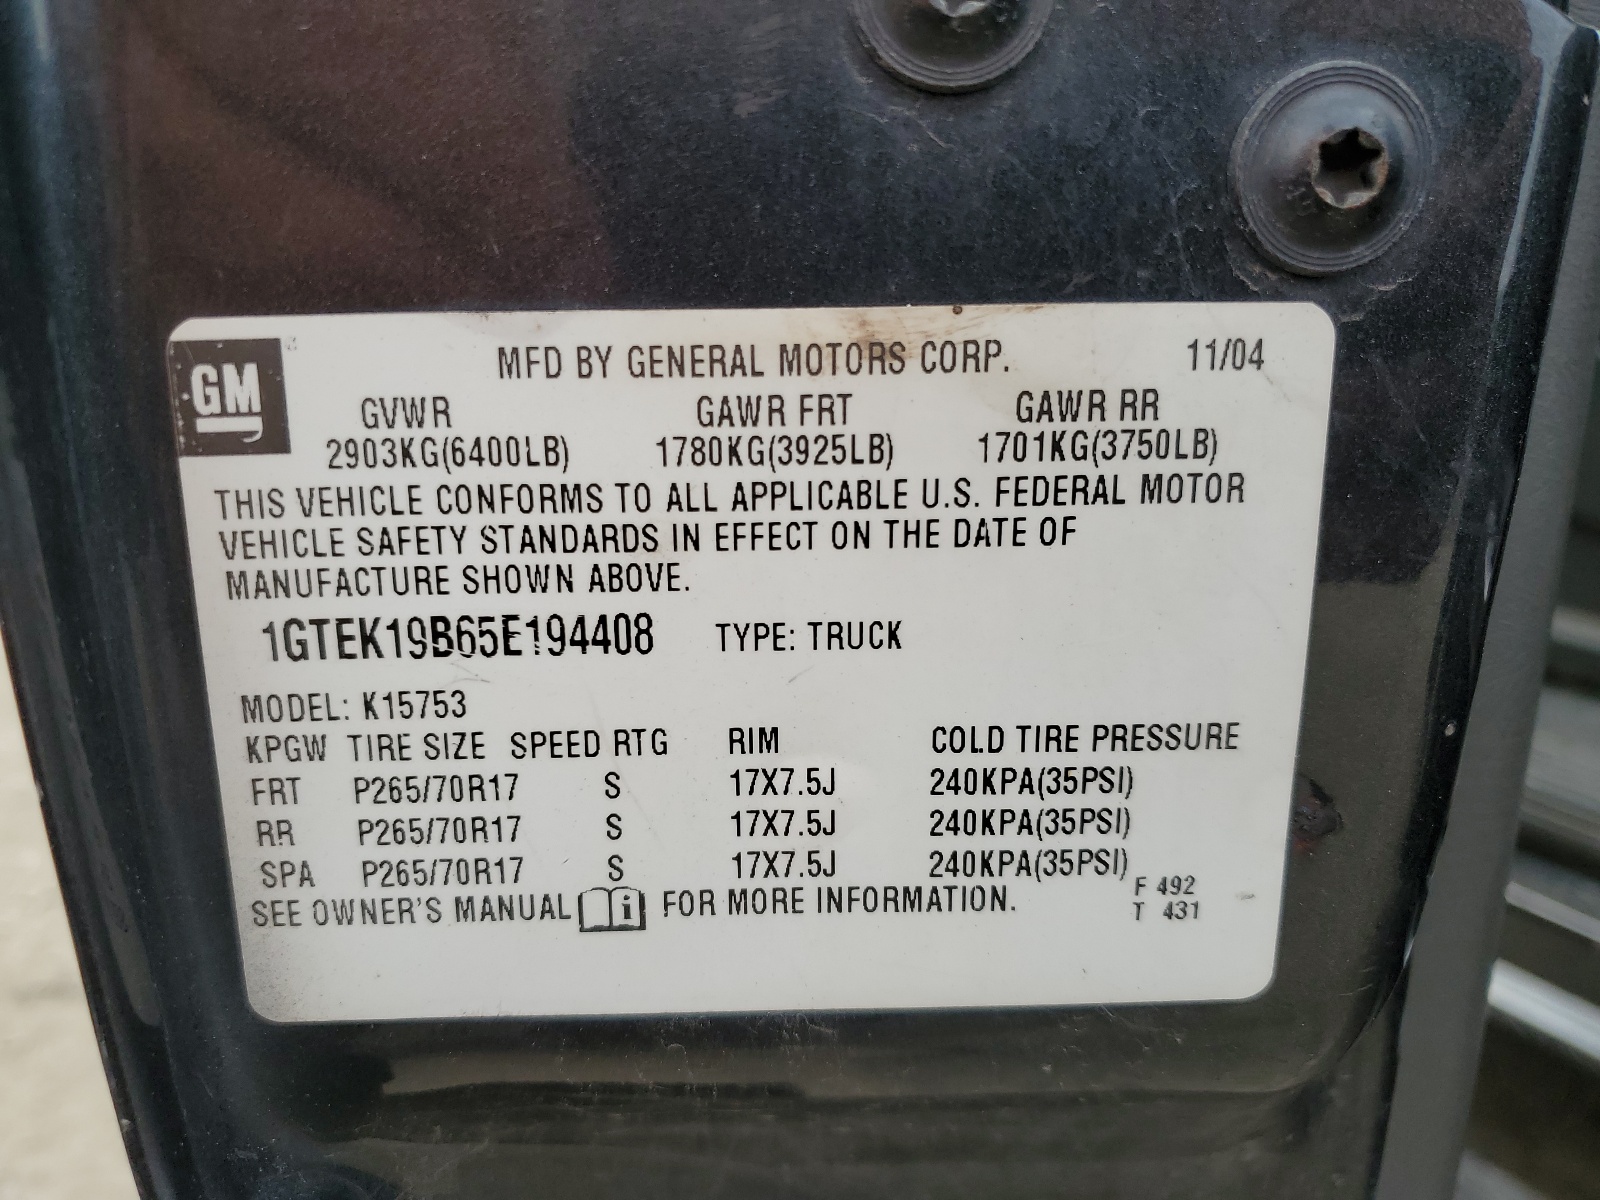 GM MFD BY GENERAL MOTORS CORP. 11/04
GVWR GAWR FRT GAWR RR
2903KG(6400LB) 1780KG(3925LB) 1701KG(3750LB)
THIS VEHICLE CONFORMS TO ALL APPLICABLE U.S. FEDERAL MOTOR
VEHICLE SAFETY STANDARDS IN EFFECT ON THE DATE OF
MANUFACTURE SHOWN ABOVE.
1GTEK19B65E194408 TYPE: TRUCK
MODEL: K15753
KPGW TIRE SIZE SPEED RTG RIM COLD TIRE PRESSURE
FRT P265/70R17 S 17X7.5J 240KPA(35PSI)
RR P265/70R17 S 17X7.5J 240KPA(35PSI)
SPA P265/70R17 S 17X7.5J 240KPA(35PSI)
SEE OWNER'S MANUAL i FOR MORE INFORMATION. F 492
T 431